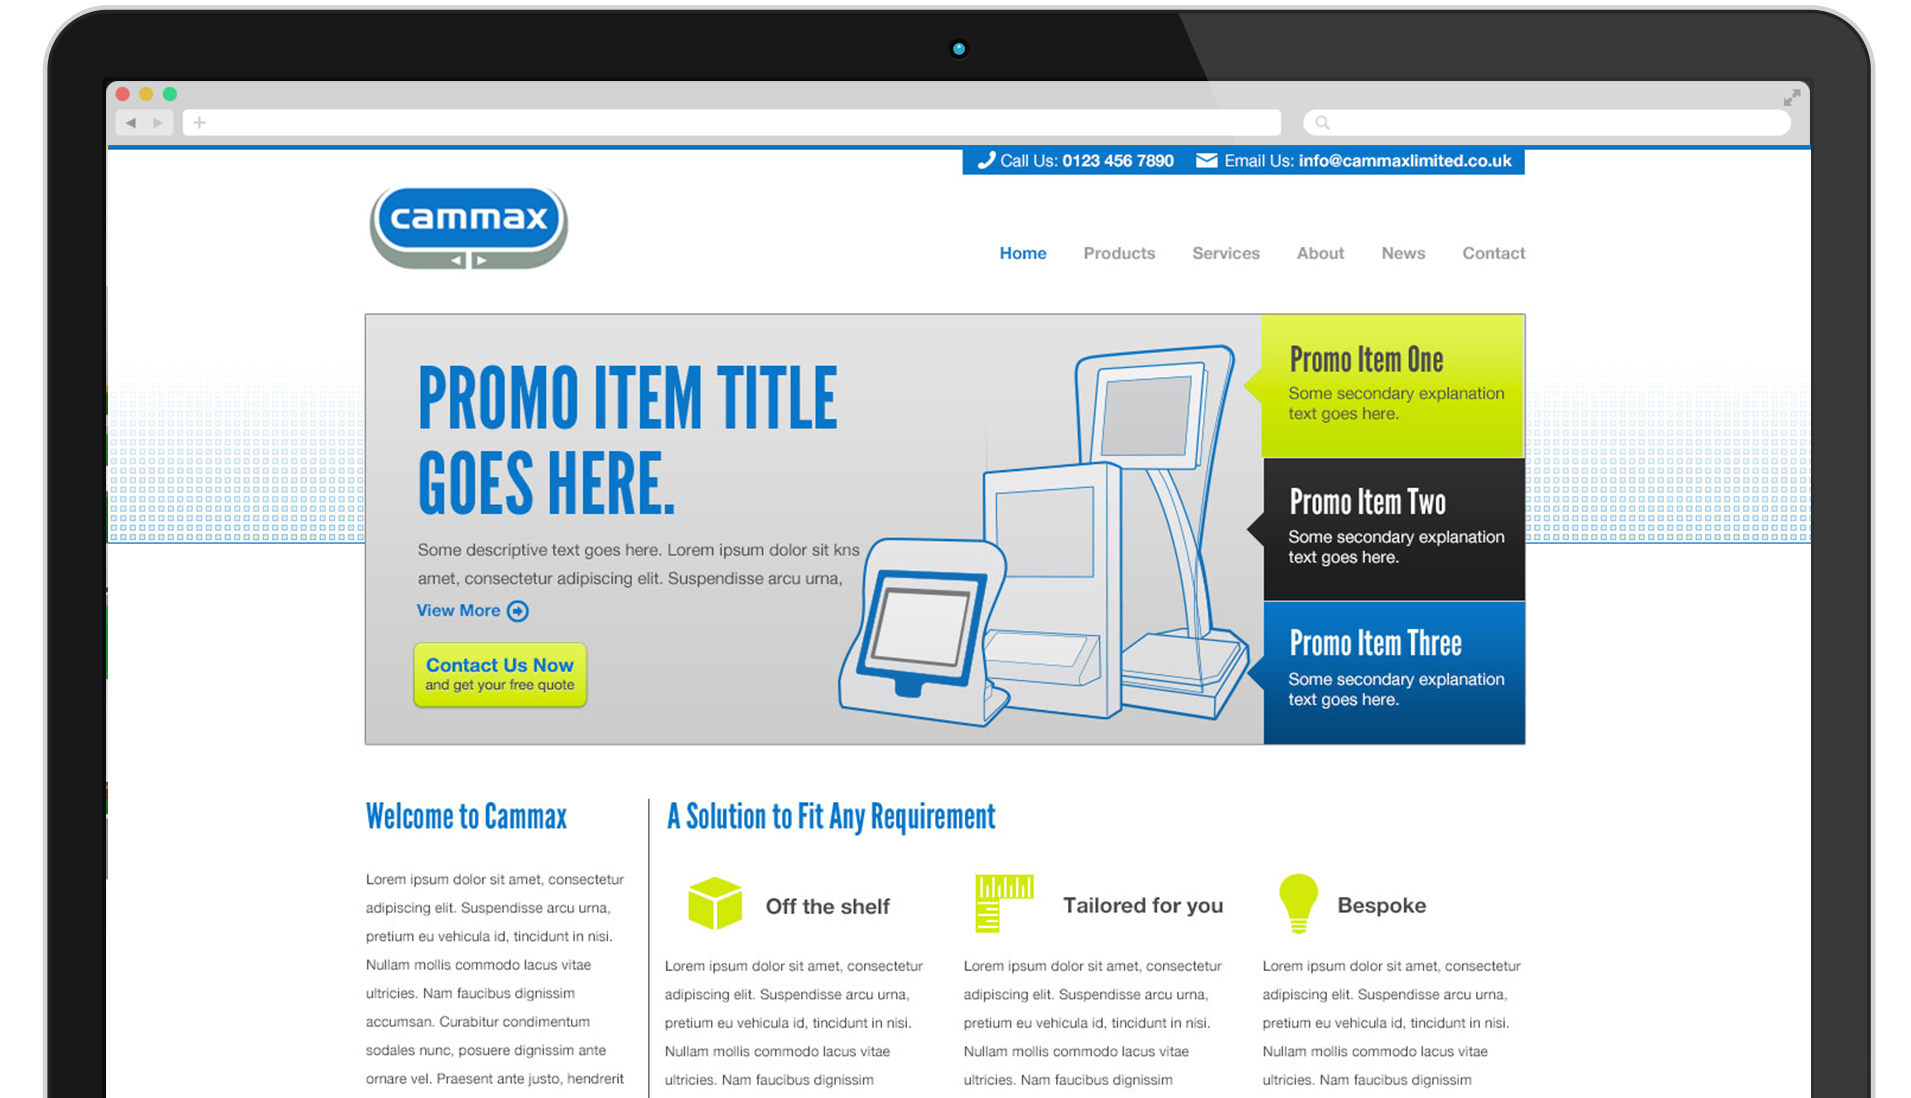 Call Us: 0123 456 7890 Email Us: info@cammaxlimited.co.uk
cammax
Home Products Services About News Contact
PROMO ITEM TITLE
GOES HERE.
Some descriptive text goes here. Lorem ipsum dolor sit kns
amet, consectetur adipiscing elit. Suspendisse arcu urna,
View More
Contact Us Now
and get your free quote
Promo Item One
Some secondary explanation
text goes here.
Promo Item Two
Some secondary explanation
text goes here.
Promo Item Three
Some secondary explanation
text goes here.
Welcome to Cammax
Lorem ipsum dolor sit amet, consectetur
adipiscing elit. Suspendisse arcu urna,
pretium eu vehicula id, tincidunt in nisi.
Nullam mollis commodo lacus vitae
ultricies. Nam faucibus dignissim
accumsan. Curabitur condimentum
sodales nunc, posuere dignissim ante
ornare vel. Praesent ante justo, hendrerit
A Solution to Fit Any Requirement
Off the shelf
Lorem ipsum dolor sit amet, consectetur
adipiscing elit. Suspendisse arcu urna,
pretium eu vehicula id, tincidunt in nisi.
Nullam mollis commodo lacus vitae
ultricies. Nam faucibus dignissim
Tailored for you
Lorem ipsum dolor sit amet, consectetur
adipiscing elit. Suspendisse arcu urna,
pretium eu vehicula id, tincidunt in nisi.
Nullam mollis commodo lacus vitae
ultricies. Nam faucibus dignissim
Bespoke
Lorem ipsum dolor sit amet, consectetur
adipiscing elit. Suspendisse arcu urna,
pretium eu vehicula id, tincidunt in nisi.
Nullam mollis commodo lacus vitae
ultricies. Nam faucibus dignissim